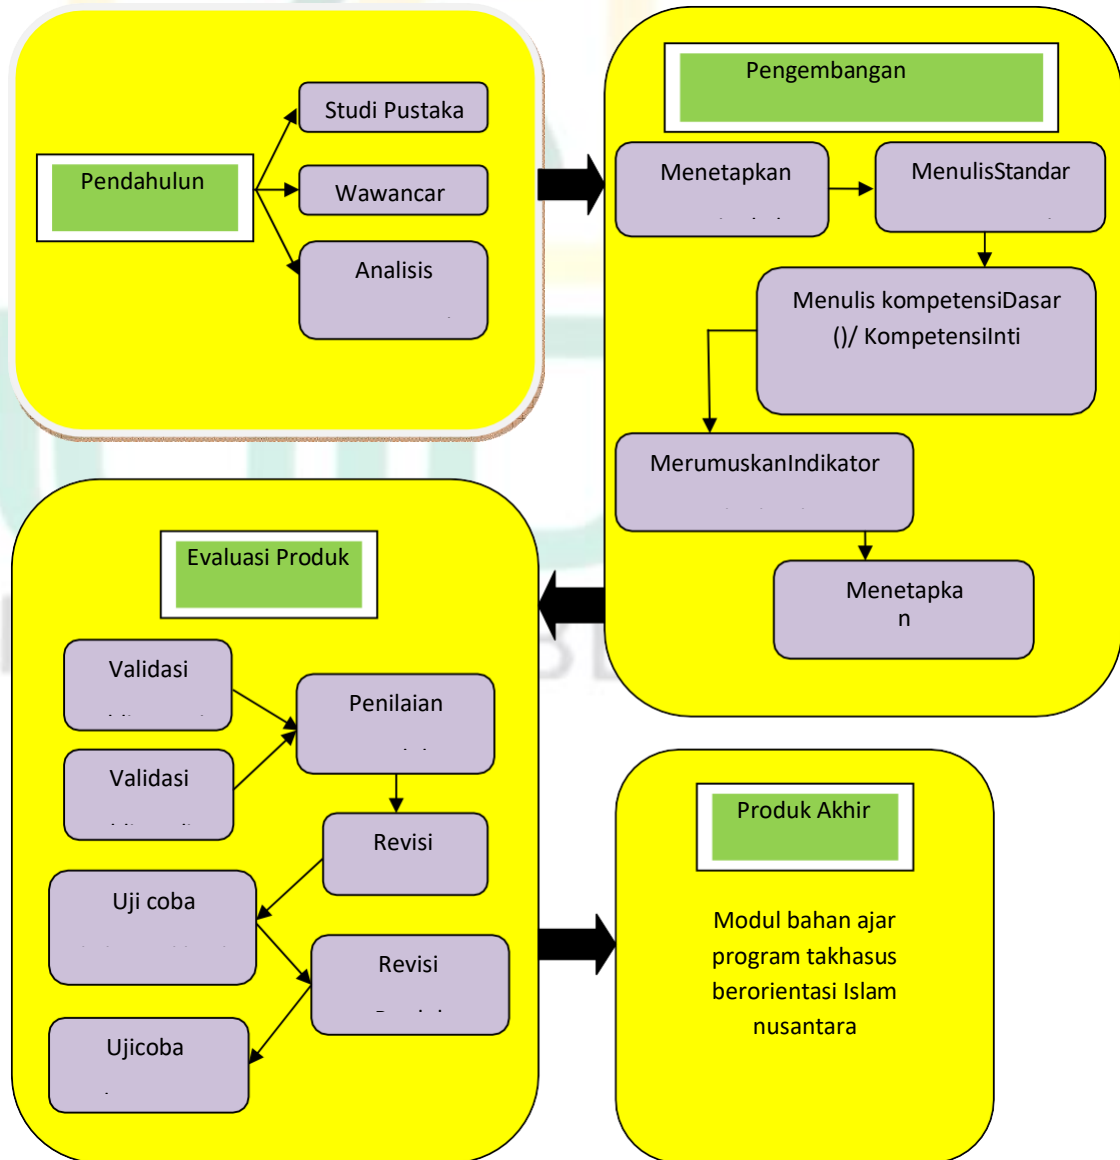 Pendahulun
Studi Pustaka
Wawancar
Analisis
Pengembangan
Menetapkan
MenulisStandar
Menulis kompetensiDasar
()/ KompetensiInti
MerumuskanIndikator
Menetapka
n
Evaluasi Produk
Validasi
Validasi
Penilaian
Revisi
Uji coba
Revisi
Ujicoba
Produk Akhir
Modul bahan ajar
program takhasus
berorientasi Islam
nusantara